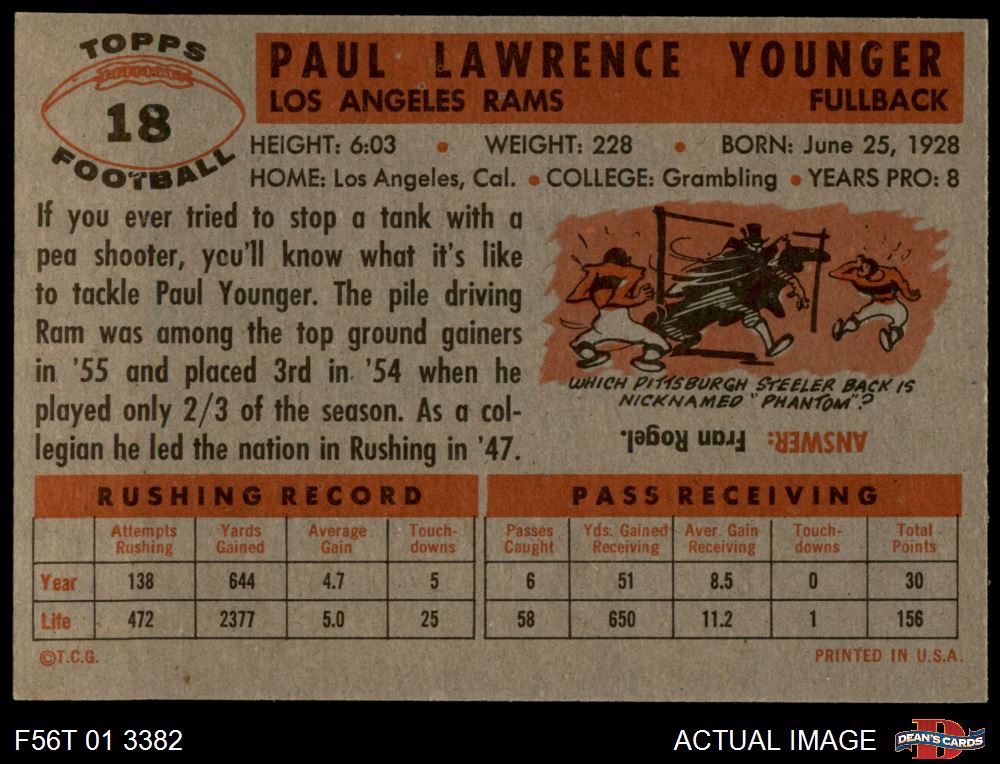 TOPPS
18
FOOTBALL
PAUL LAWRENCE YOUNGER
LOS ANGELES RAMS FULLBACK
HEIGHT: 6:03 • WEIGHT: 228 • BORN: June 25, 1928
HOME: Los Angeles, Cal. • COLLEGE: Grambling • YEARS PRO: 8
If you ever tried to stop a tank with a
pea shooter, you'll know what it's like
to tackle Paul Younger. The pile driving
Ram was among the top ground gainers
in '55 and placed 3rd in '54 when he
played only 2/3 of the season. As a col-
legian he led the nation in Rushing in '47.
WHICH PITTSBURGH STEELER BACK IS
NICKNAMED "PHANTOM"?
ANSWER: Fran Rogel.
RUSHING RECORD
Attempts Rushing Yards Gained Average Gain Touch-downs
Year 138 644 4.7 5
Life 472 2377 5.0 25
PASS RECEIVING
Passes Caught Yds. Gained Receiving Aver. Gain Receiving Touch-downs Total Points
6 51 8.5 0 30
58 650 11.2 1 156
©T.C.G. PRINTED IN U.S.A.
F56T 01 3382 ACTUAL IMAGE DEAN'S CARDS